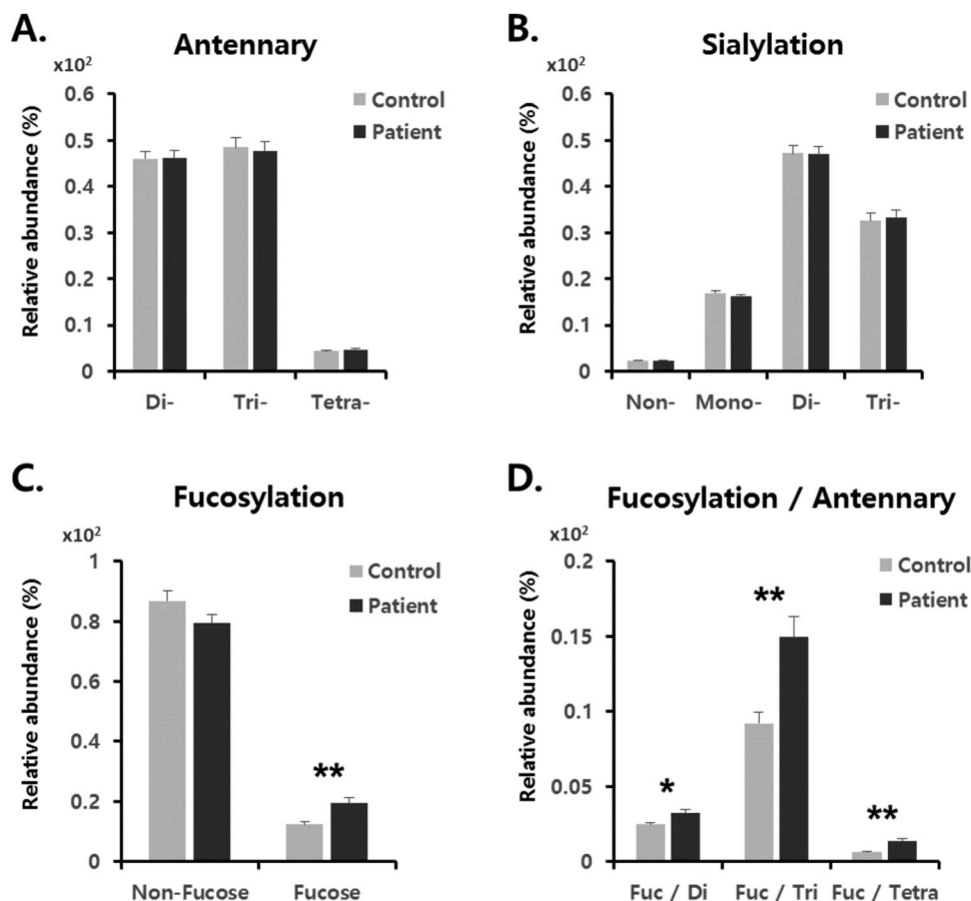 A.
Antennary
x10²
Relative abundance (%)
0.6
0.5
0.4
0.3
0.2
0.1
0
Control
Patient
Di- Tri- Tetra-
B.
Sialylation
x10²
Relative abundance (%)
0.6
0.5
0.4
0.3
0.2
0.1
0
Control
Patient
Non- Mono- Di- Tri-
C.
Fucosylation
x10²
Relative abundance (%)
1
0.8
0.6
0.4
0.2
0
Control
Patient
**
Non-Fucose Fucose
D.
Fucosylation / Antennary
x10²
Relative abundance (%)
0.2
0.15
0.1
0.05
0
Control
Patient
*
**
**
Fuc / Di Fuc / Tri Fuc / Tetra